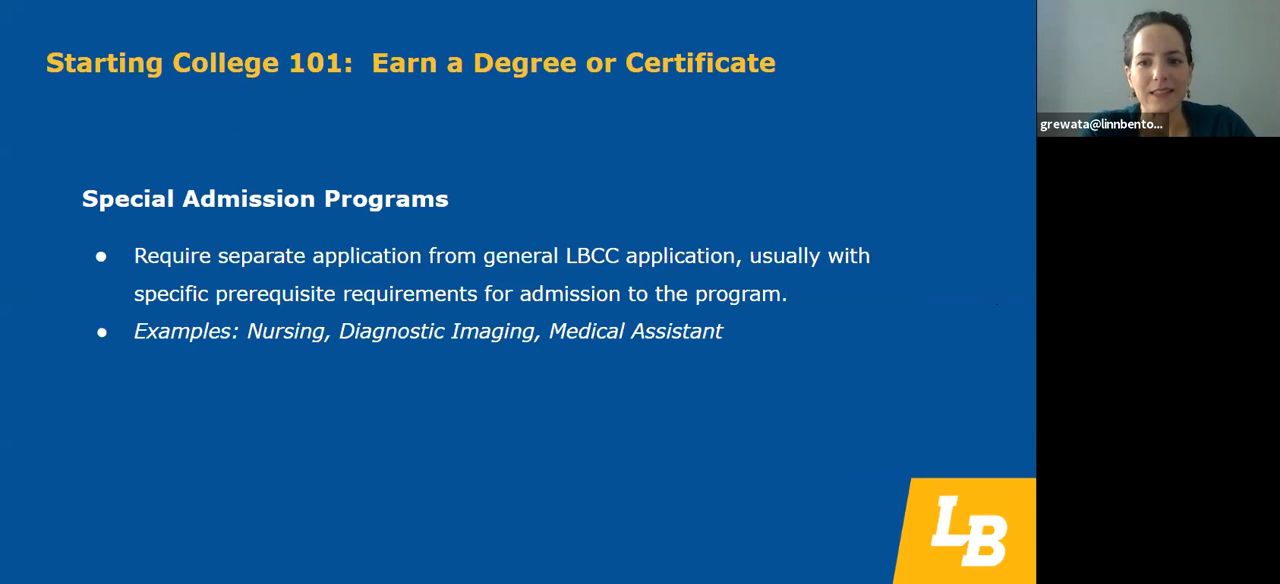 Starting College 101:  Earn a Degree or Certificate
grewata@linnbento...
Special Admission Programs
● Require separate application from general LBCC application, usually with
specific prerequisite requirements for admission to the program.
● Examples: Nursing, Diagnostic Imaging, Medical Assistant
LB